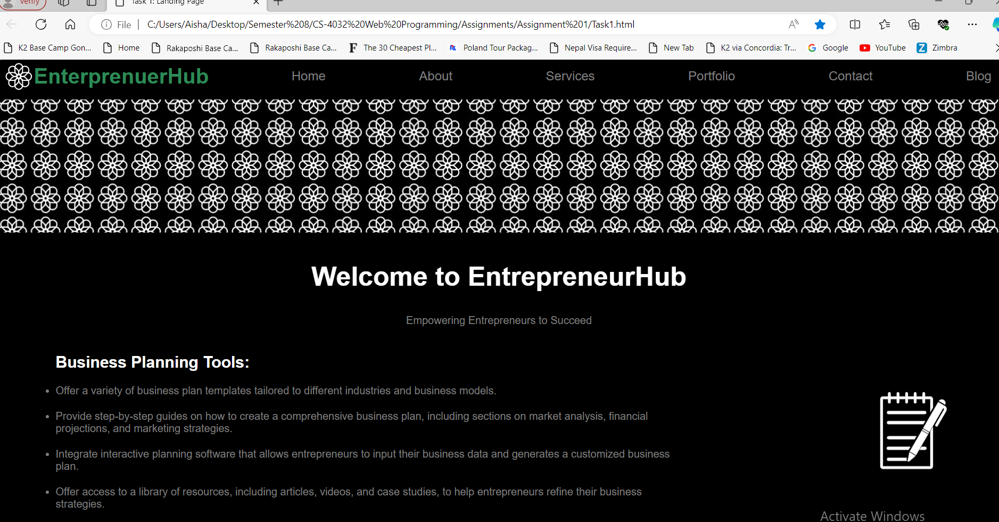 Verify
Task 1: Landing Page
File
C:/Users/Aisha/Desktop/Semester%208/CS-4032%20Web%20Programming/Assignments/Assignment%201/Task1.html
K2 Base Camp Gon... Home Rakaposhi Base Ca... Rakaposhi Base Ca... F The 30 Cheapest Pl... Poland Tour Packag... Nepal Visa Require... New Tab K2 via Concordia: Tr... Google YouTube Z Zimbra
EnterprenuerHub Home About Services Portfolio Contact Blog
Welcome to EntrepreneurHub
Empowering Entrepreneurs to Succeed
Business Planning Tools:
Offer a variety of business plan templates tailored to different industries and business models.
Provide step-by-step guides on how to create a comprehensive business plan, including sections on market analysis, financial
projections, and marketing strategies.
Integrate interactive planning software that allows entrepreneurs to input their business data and generates a customized business
plan.
Offer access to a library of resources, including articles, videos, and case studies, to help entrepreneurs refine their business
strategies.
Activate Windows